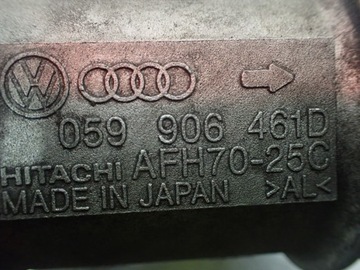 059 906 461D
HITACHI AFH70-25C
MADE IN JAPAN >AL<